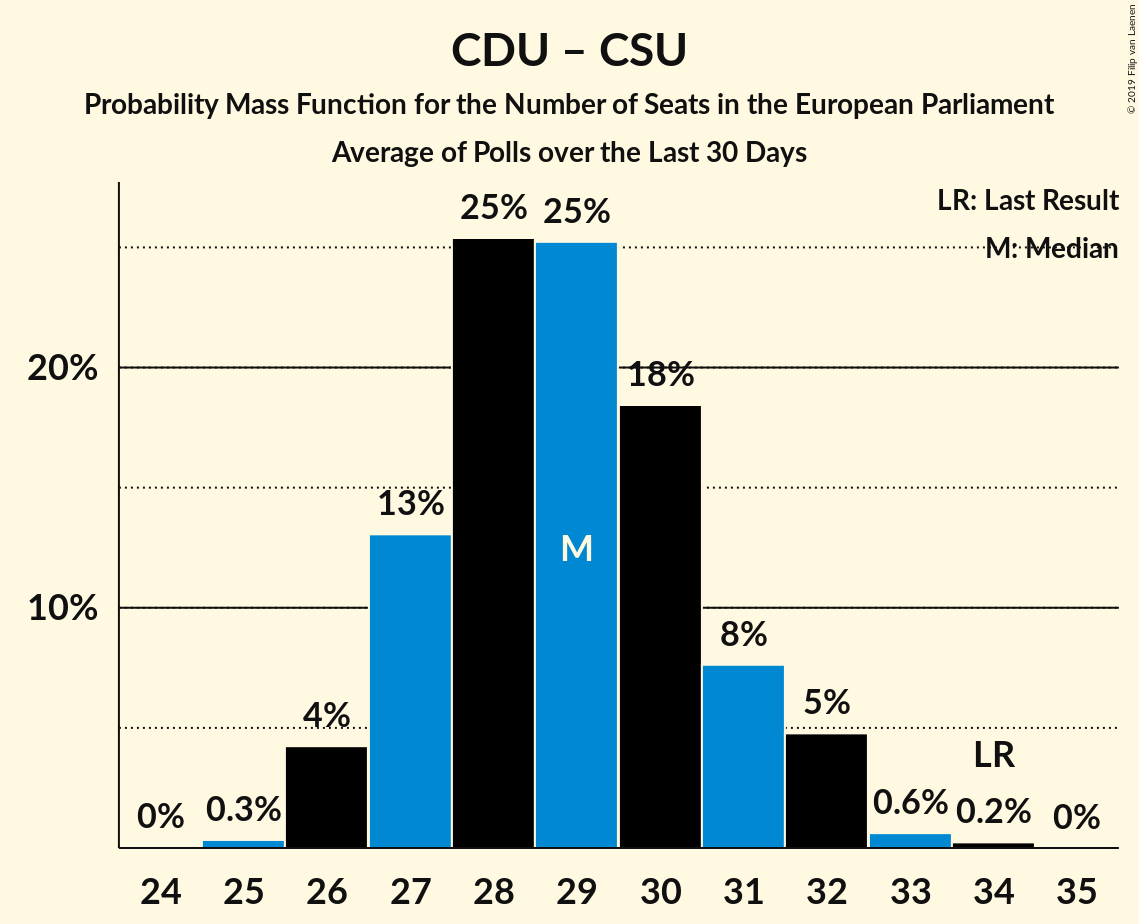 CDU – CSU
Probability Mass Function for the Number of Seats in the European Parliament
Average of Polls over the Last 30 Days
© 2019 Filip van Laenen
LR: Last Result
M: Median
25% 25%
20%
18%
13%
M
10%
8%
5%
4%
LR
0% 0.3% 0.6% 0.2% 0%
24 25 26 27 28 29 30 31 32 33 34 35